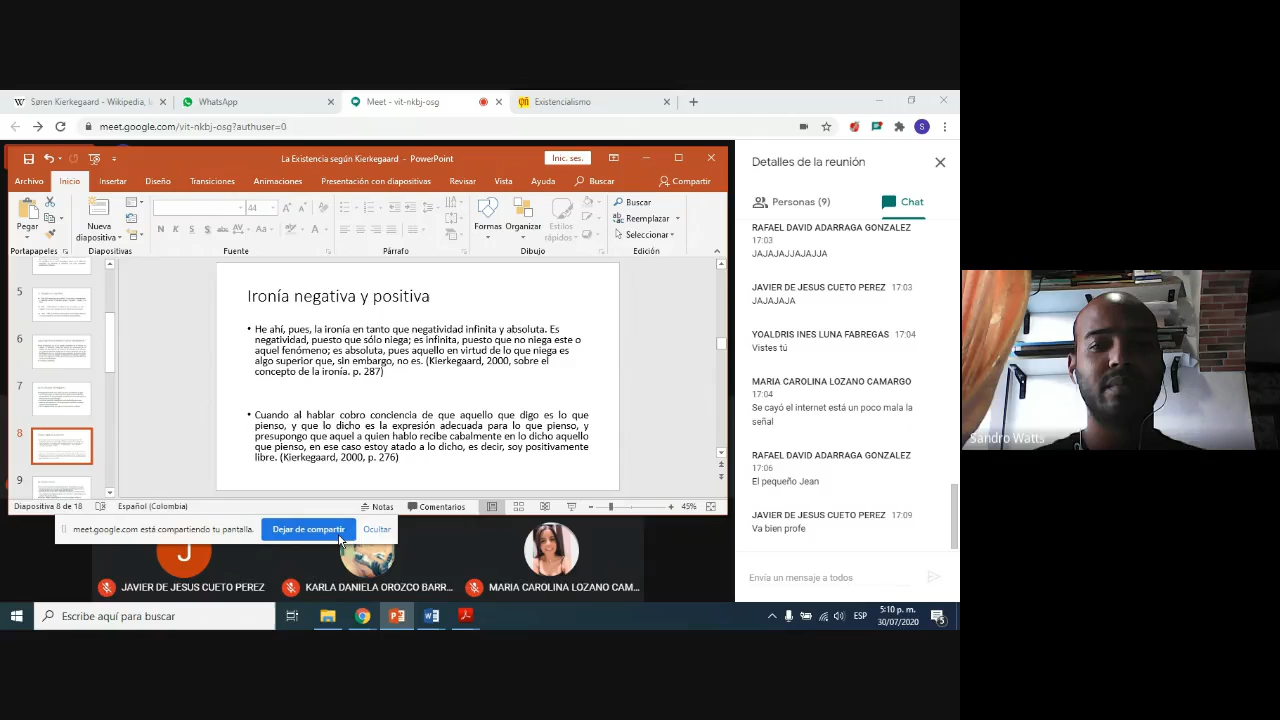 Søren Kierkegaard - Wikipedia, l
WhatsApp
Meet - vit-nkbj-osg
Existencialismo
meet.google.com/vit-nkbj-osg?authuser=0
S
La Existencia según Kierkegaard - PowerPoint
Inic. ses.
Archivo
Inicio
Insertar
Diseño
Transiciones
Animaciones
Presentación con diapositivas
Revisar
Vista
Ayuda
Buscar
Compartir
Pegar
Nueva
diapositiva
44
N K S
Formas
Organizar
Estilos
rápidos
Buscar
Reemplazar
Seleccionar
Portapapeles
Diapositivas
Fuente
Párrafo
Dibujo
Edición
5
6
7
8
9
Ironía negativa y positiva
• He ahí, pues, la ironía en tanto que negatividad infinita y absoluta. Es
negatividad, puesto que sólo niega; es infinita, puesto que no niega este o
aquel fenómeno; es absoluta, pues aquello en virtud de lo que niega es
algo superior que, sin embargo, no es. (Kierkegaard, 2000, sobre el
concepto de la ironía. p. 287)
• Cuando al hablar cobro conciencia de que aquello que digo es lo que
pienso, y que lo dicho es la expresión adecuada para lo que pienso, y
presupongo que aquel a quien hablo recibe cabalmente en lo dicho aquello
que pienso, en ese caso estoy atado a lo dicho, es decir, soy positivamente
libre. (Kierkegaard, 2000, p. 276)
Diapositiva 8 de 18
Español (Colombia)
Notas
Comentarios
45%
meet.google.com está compartiendo tu pantalla.
Dejar de compartir
Ocultar
J
JAVIER DE JESUS CUETO PEREZ
KARLA DANIELA OROZCO BARR...
MARIA CAROLINA LOZANO CAM...
Detalles de la reunión
Personas (9)
Chat
RAFAEL DAVID ADARRAGA GONZALEZ
17:03
JAJAJAJJAJAJJA
JAVIER DE JESUS CUETO PEREZ 17:03
JAJAJAJA
YOALDRIS INES LUNA FABREGAS 17:04
Vistes tú
MARIA CAROLINA LOZANO CAMARGO
17:04
Se cayó el internet está un poco mala la
señal
RAFAEL DAVID ADARRAGA GONZALEZ
17:06
El pequeño Jean
JAVIER DE JESUS CUETO PEREZ 17:09
Va bien profe
Envía un mensaje a todos
Sandro Watts
Escribe aquí para buscar
ESP
5:10 p. m.
30/07/2020
5